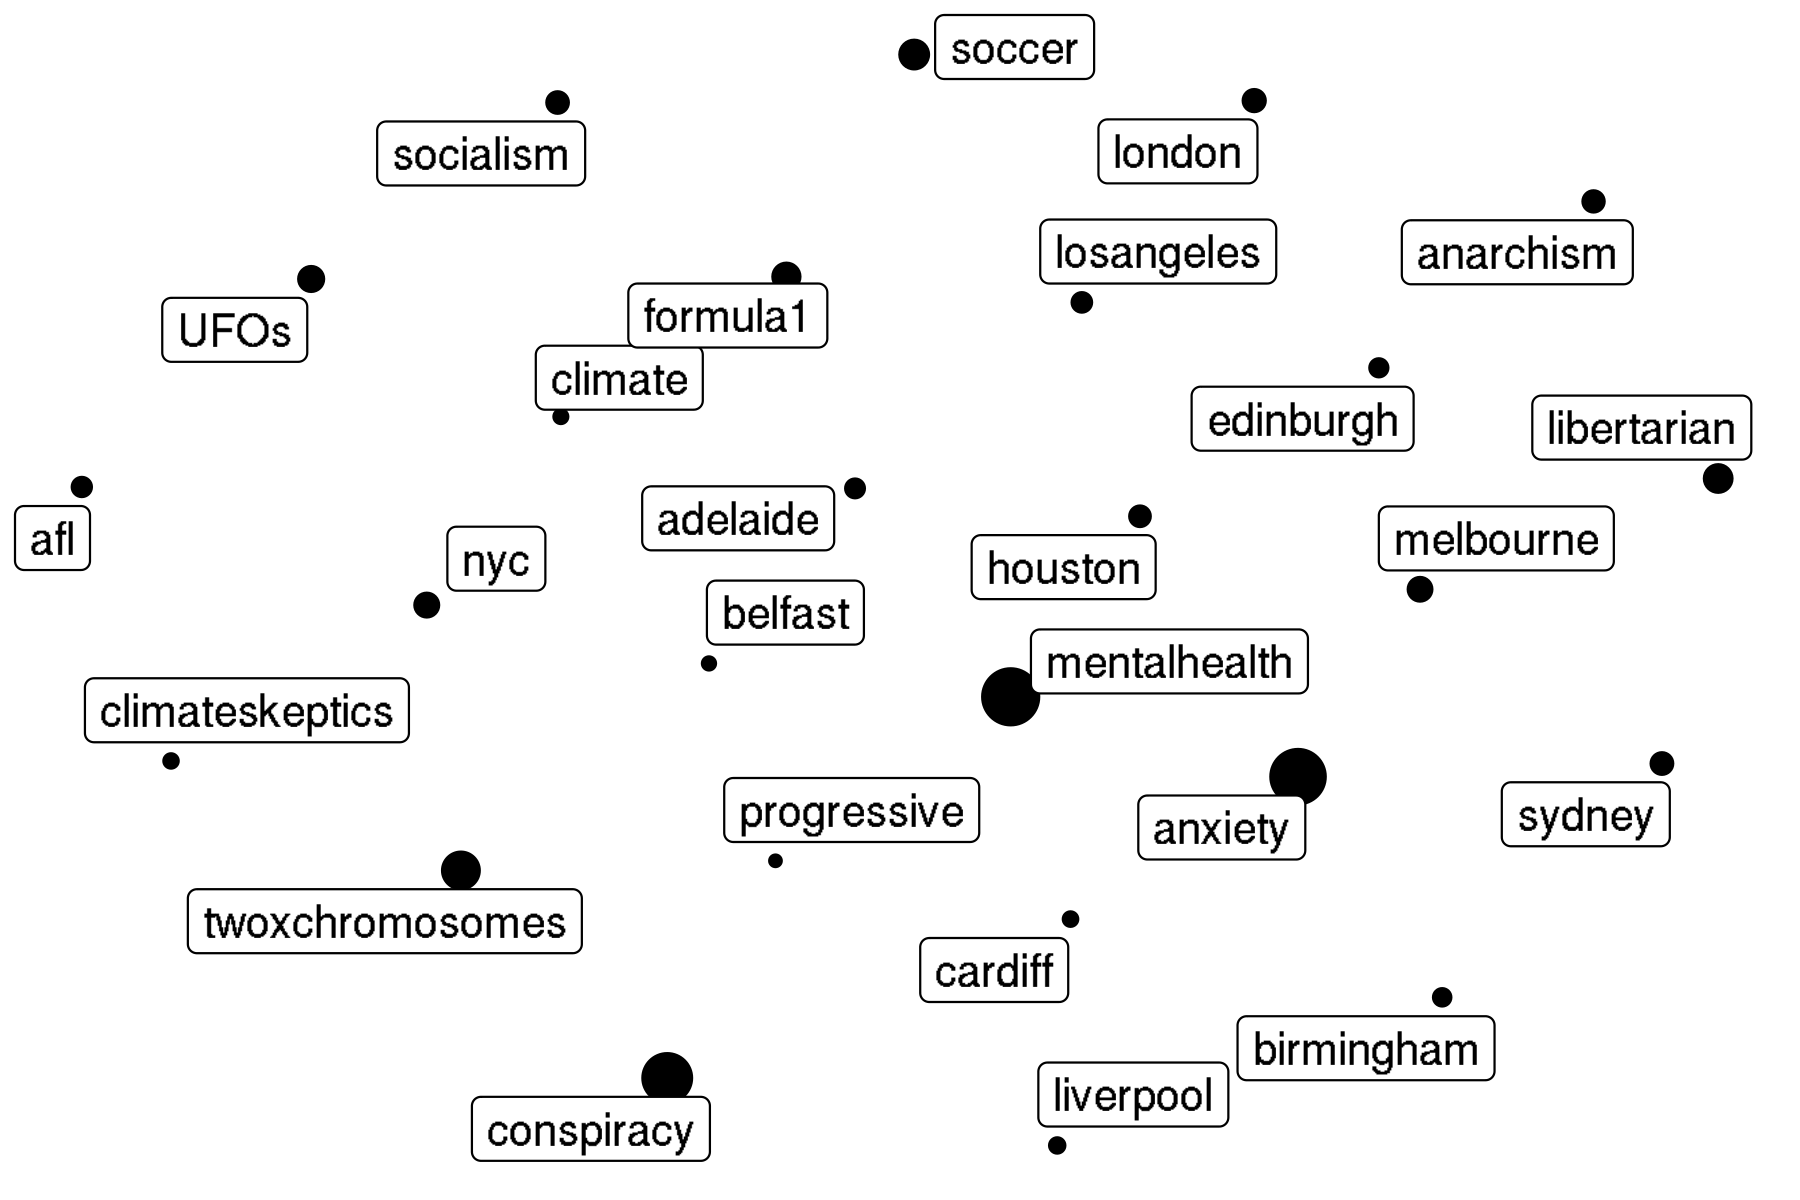 soccer
socialism
london
losangeles
anarchism
UFOs
formula1
climate
edinburgh
libertarian
afl
adelaide
nyc
houston
melbourne
belfast
mentalhealth
climateskeptics
progressive
anxiety
sydney
twoxchromosomes
cardiff
birmingham
liverpool
conspiracy